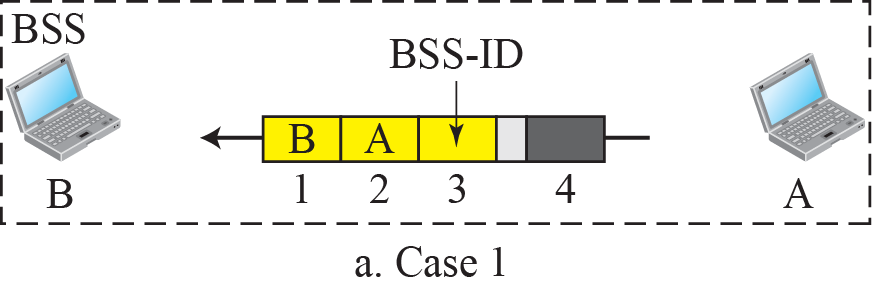 BSS
BSS-ID
B A
1 2 3 4
B A
a. Case 1